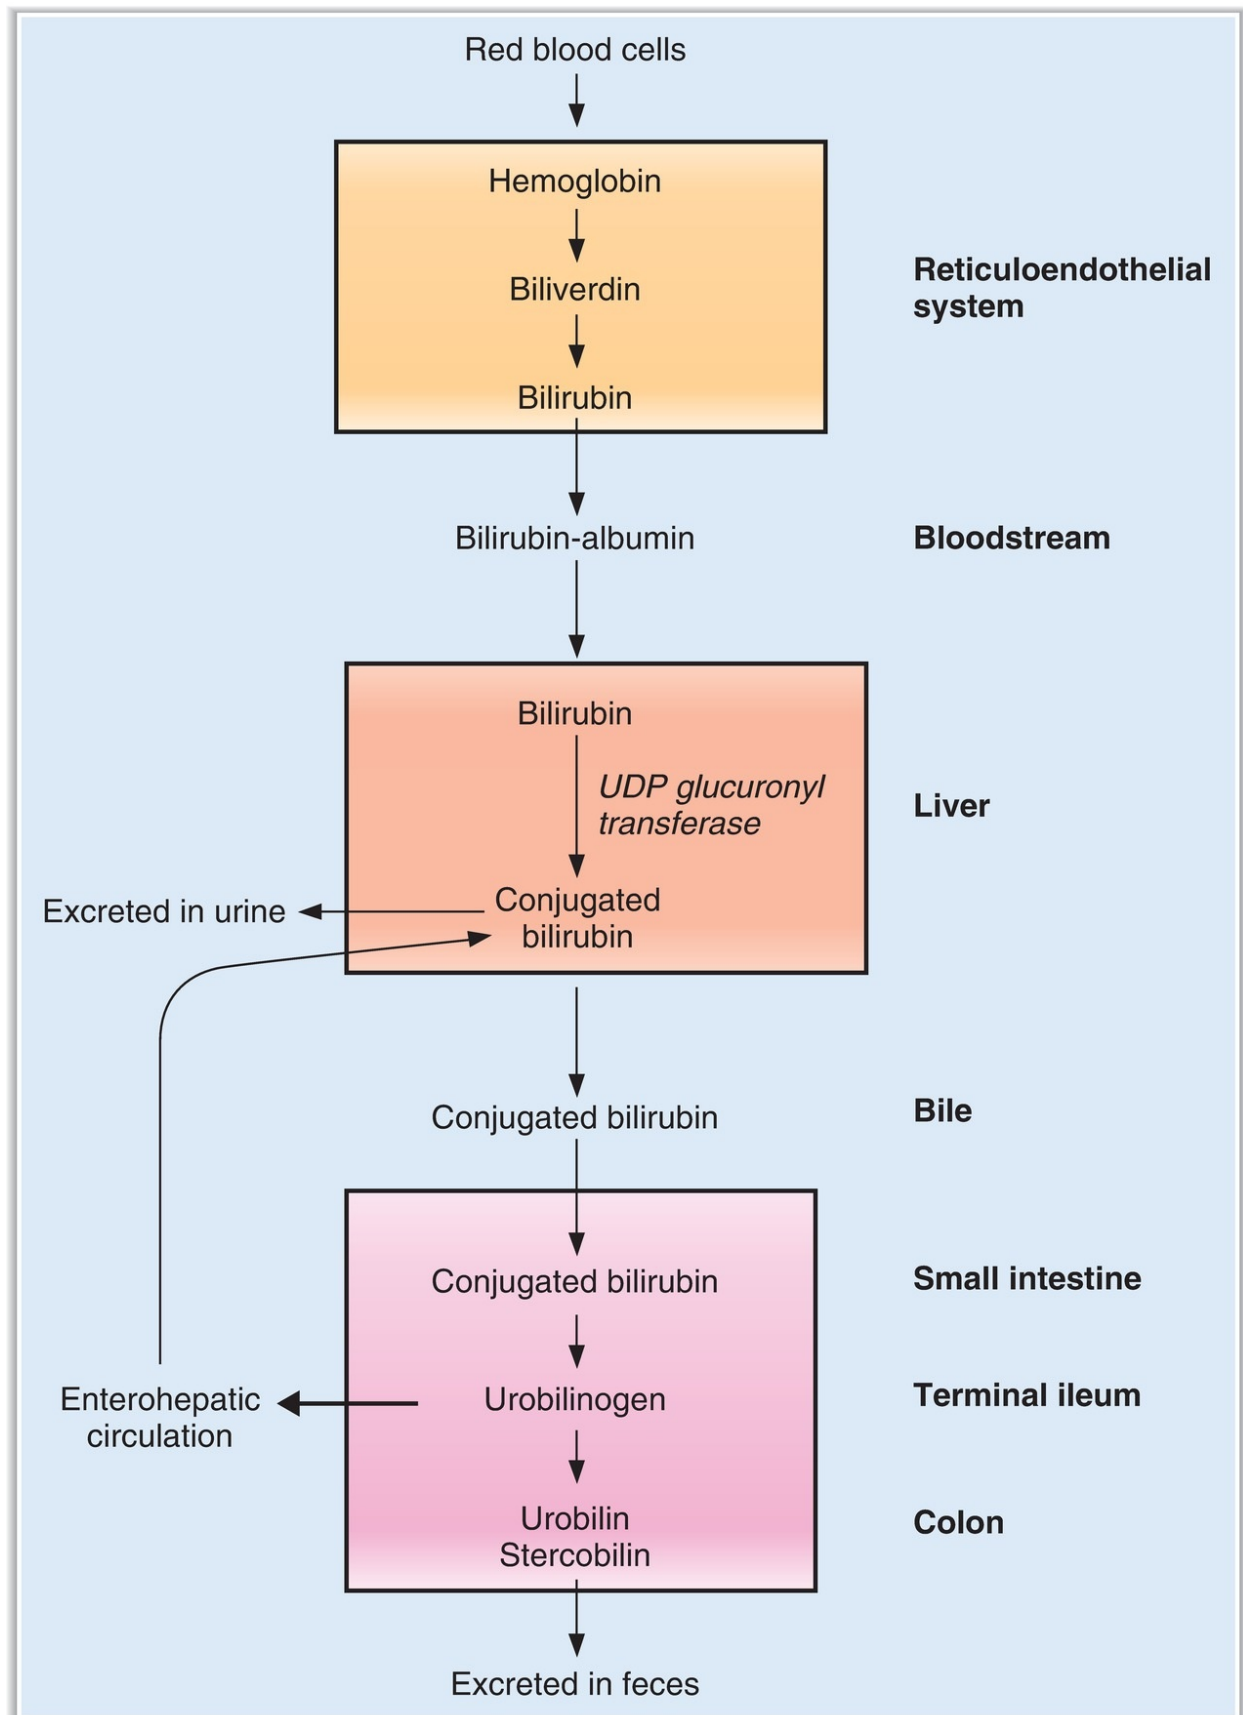 Red blood cells
Hemoglobin
Biliverdin
Bilirubin
Reticuloendothelial
system
Bilirubin-albumin
Bloodstream
Bilirubin
UDP glucuronyl
transferase
Liver
Conjugated
bilirubin
Excreted in urine
Conjugated bilirubin
Bile
Conjugated bilirubin
Small intestine
Urobilinogen
Terminal ileum
Enterohepatic
circulation
Urobilin
Stercobilin
Colon
Excreted in feces